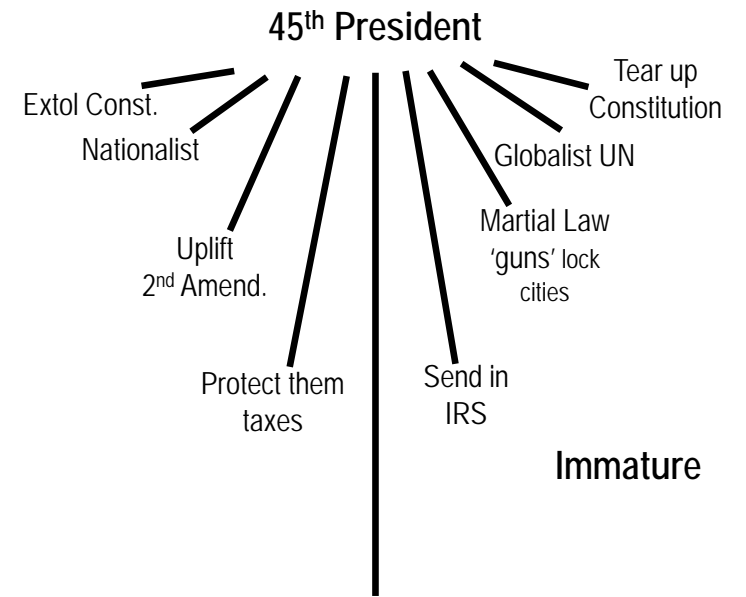 45th President
Extol Const.
Nationalist
Uplift
2nd Amend.
Protect them
taxes
Tear up
Constitution
Globalist UN
Martial Law
'guns' lock
cities
Send in
IRS
Immature